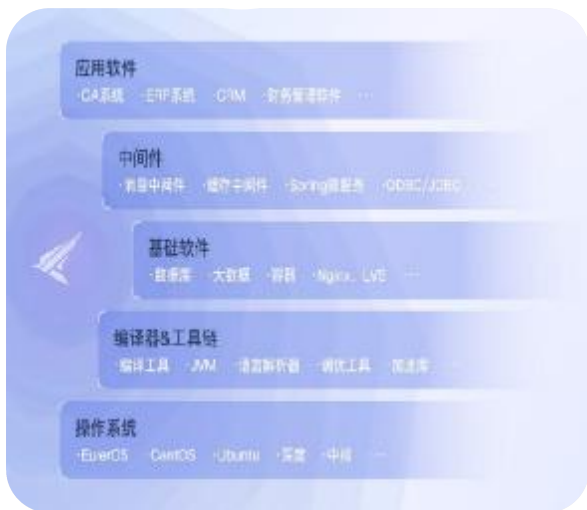 应用软件
·OA系统 ·ERP系统 ·CRM ·财务管理软件 ···
中间件
·消息中间件 ·缓存中间件 ·Spring微服务 ·ODBC/JDBC
基础软件
·数据库 ·大数据 ·容器 ·Nginx、LVS ···
编译器&工具链
·编译工具 ·JVM ·语言解析器 ·调优工具 ·加速库
操作系统
·EulerOS ·CentOS ·Ubuntu ·深度 ·中标 ···